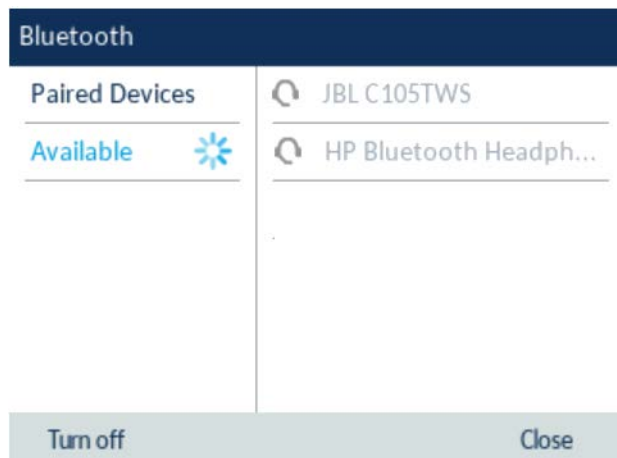 Bluetooth
Paired Devices
Available
JBL C105TWS
HP Bluetooth Headph...
Turn off
Close